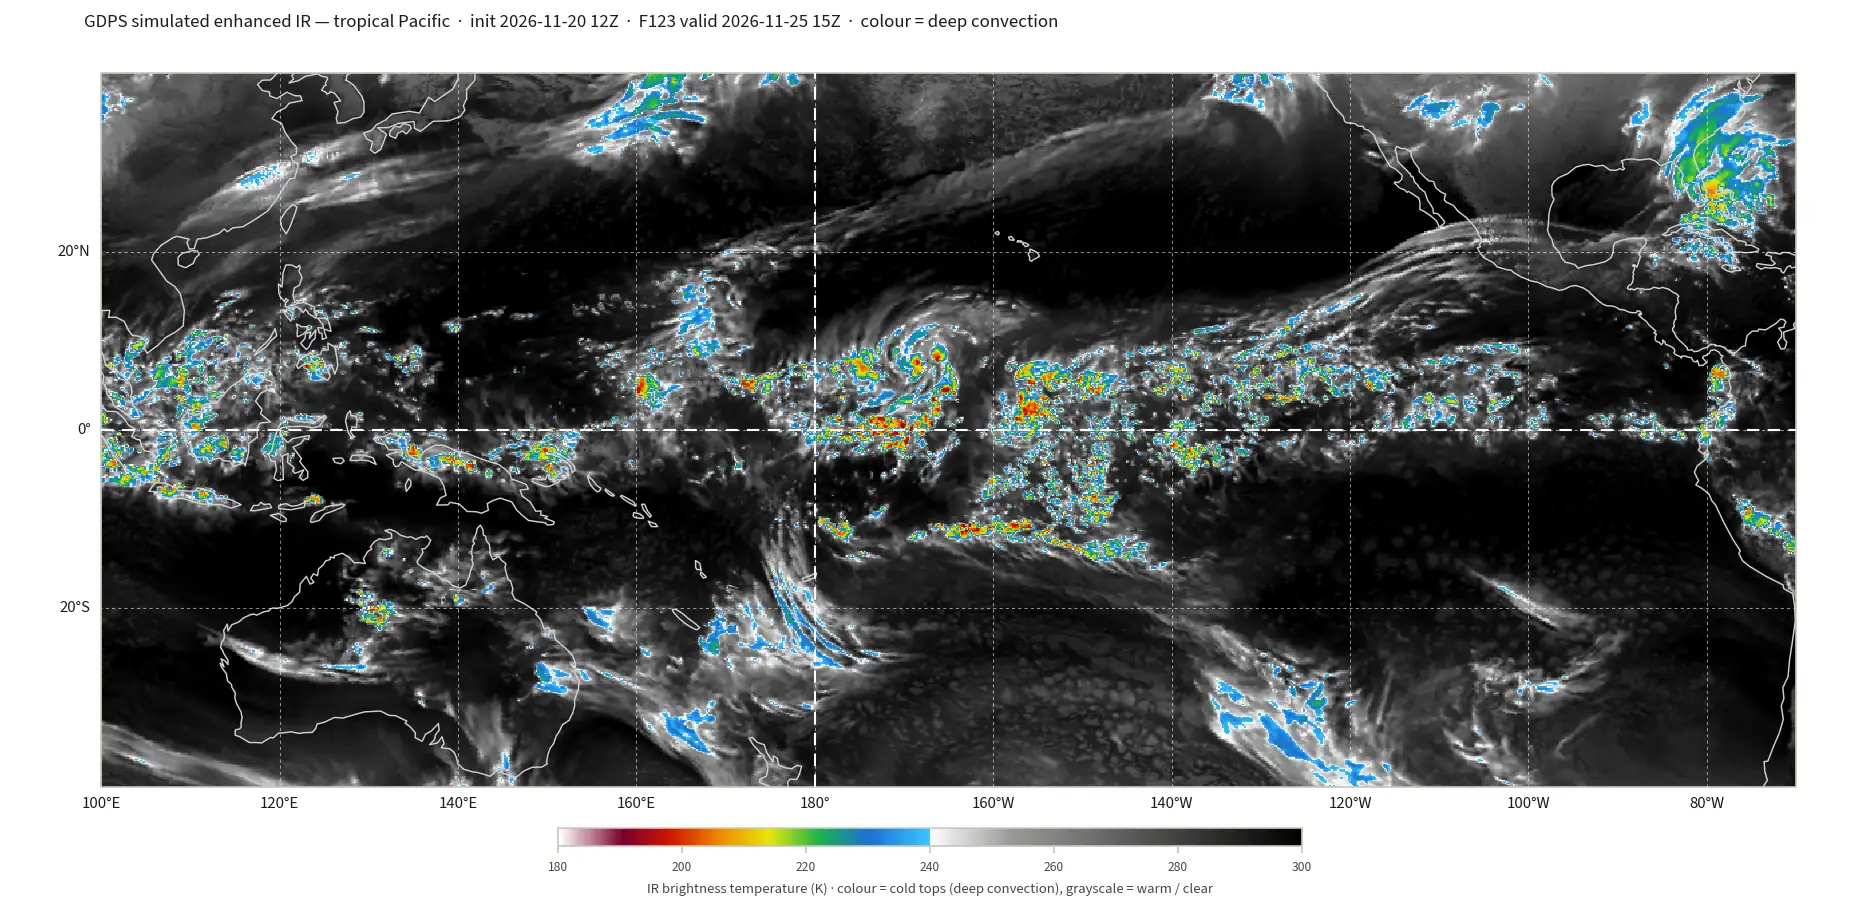 GDPS simulated enhanced IR — tropical Pacific · init 2026-11-20 12Z · F123 valid 2026-11-25 15Z · colour = deep convection
20°N
0°
20°S
100°E 120°E 140°E 160°E 180° 160°W 140°W 120°W 100°W 80°W
180 200 220 240 260 280 300
IR brightness temperature (K) · colour = cold tops (deep convection), grayscale = warm / clear